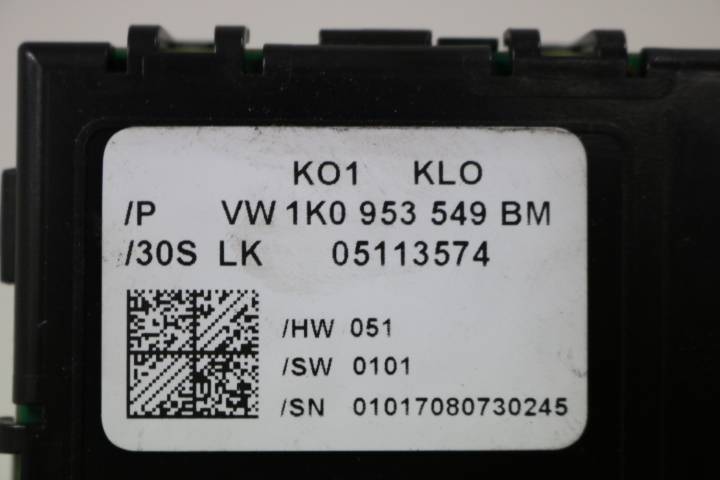 KO1 KLO
/P VW 1K0 953 549 BM
/30S LK 05113574
/HW 051
/SW 0101
/SN 01017080730245